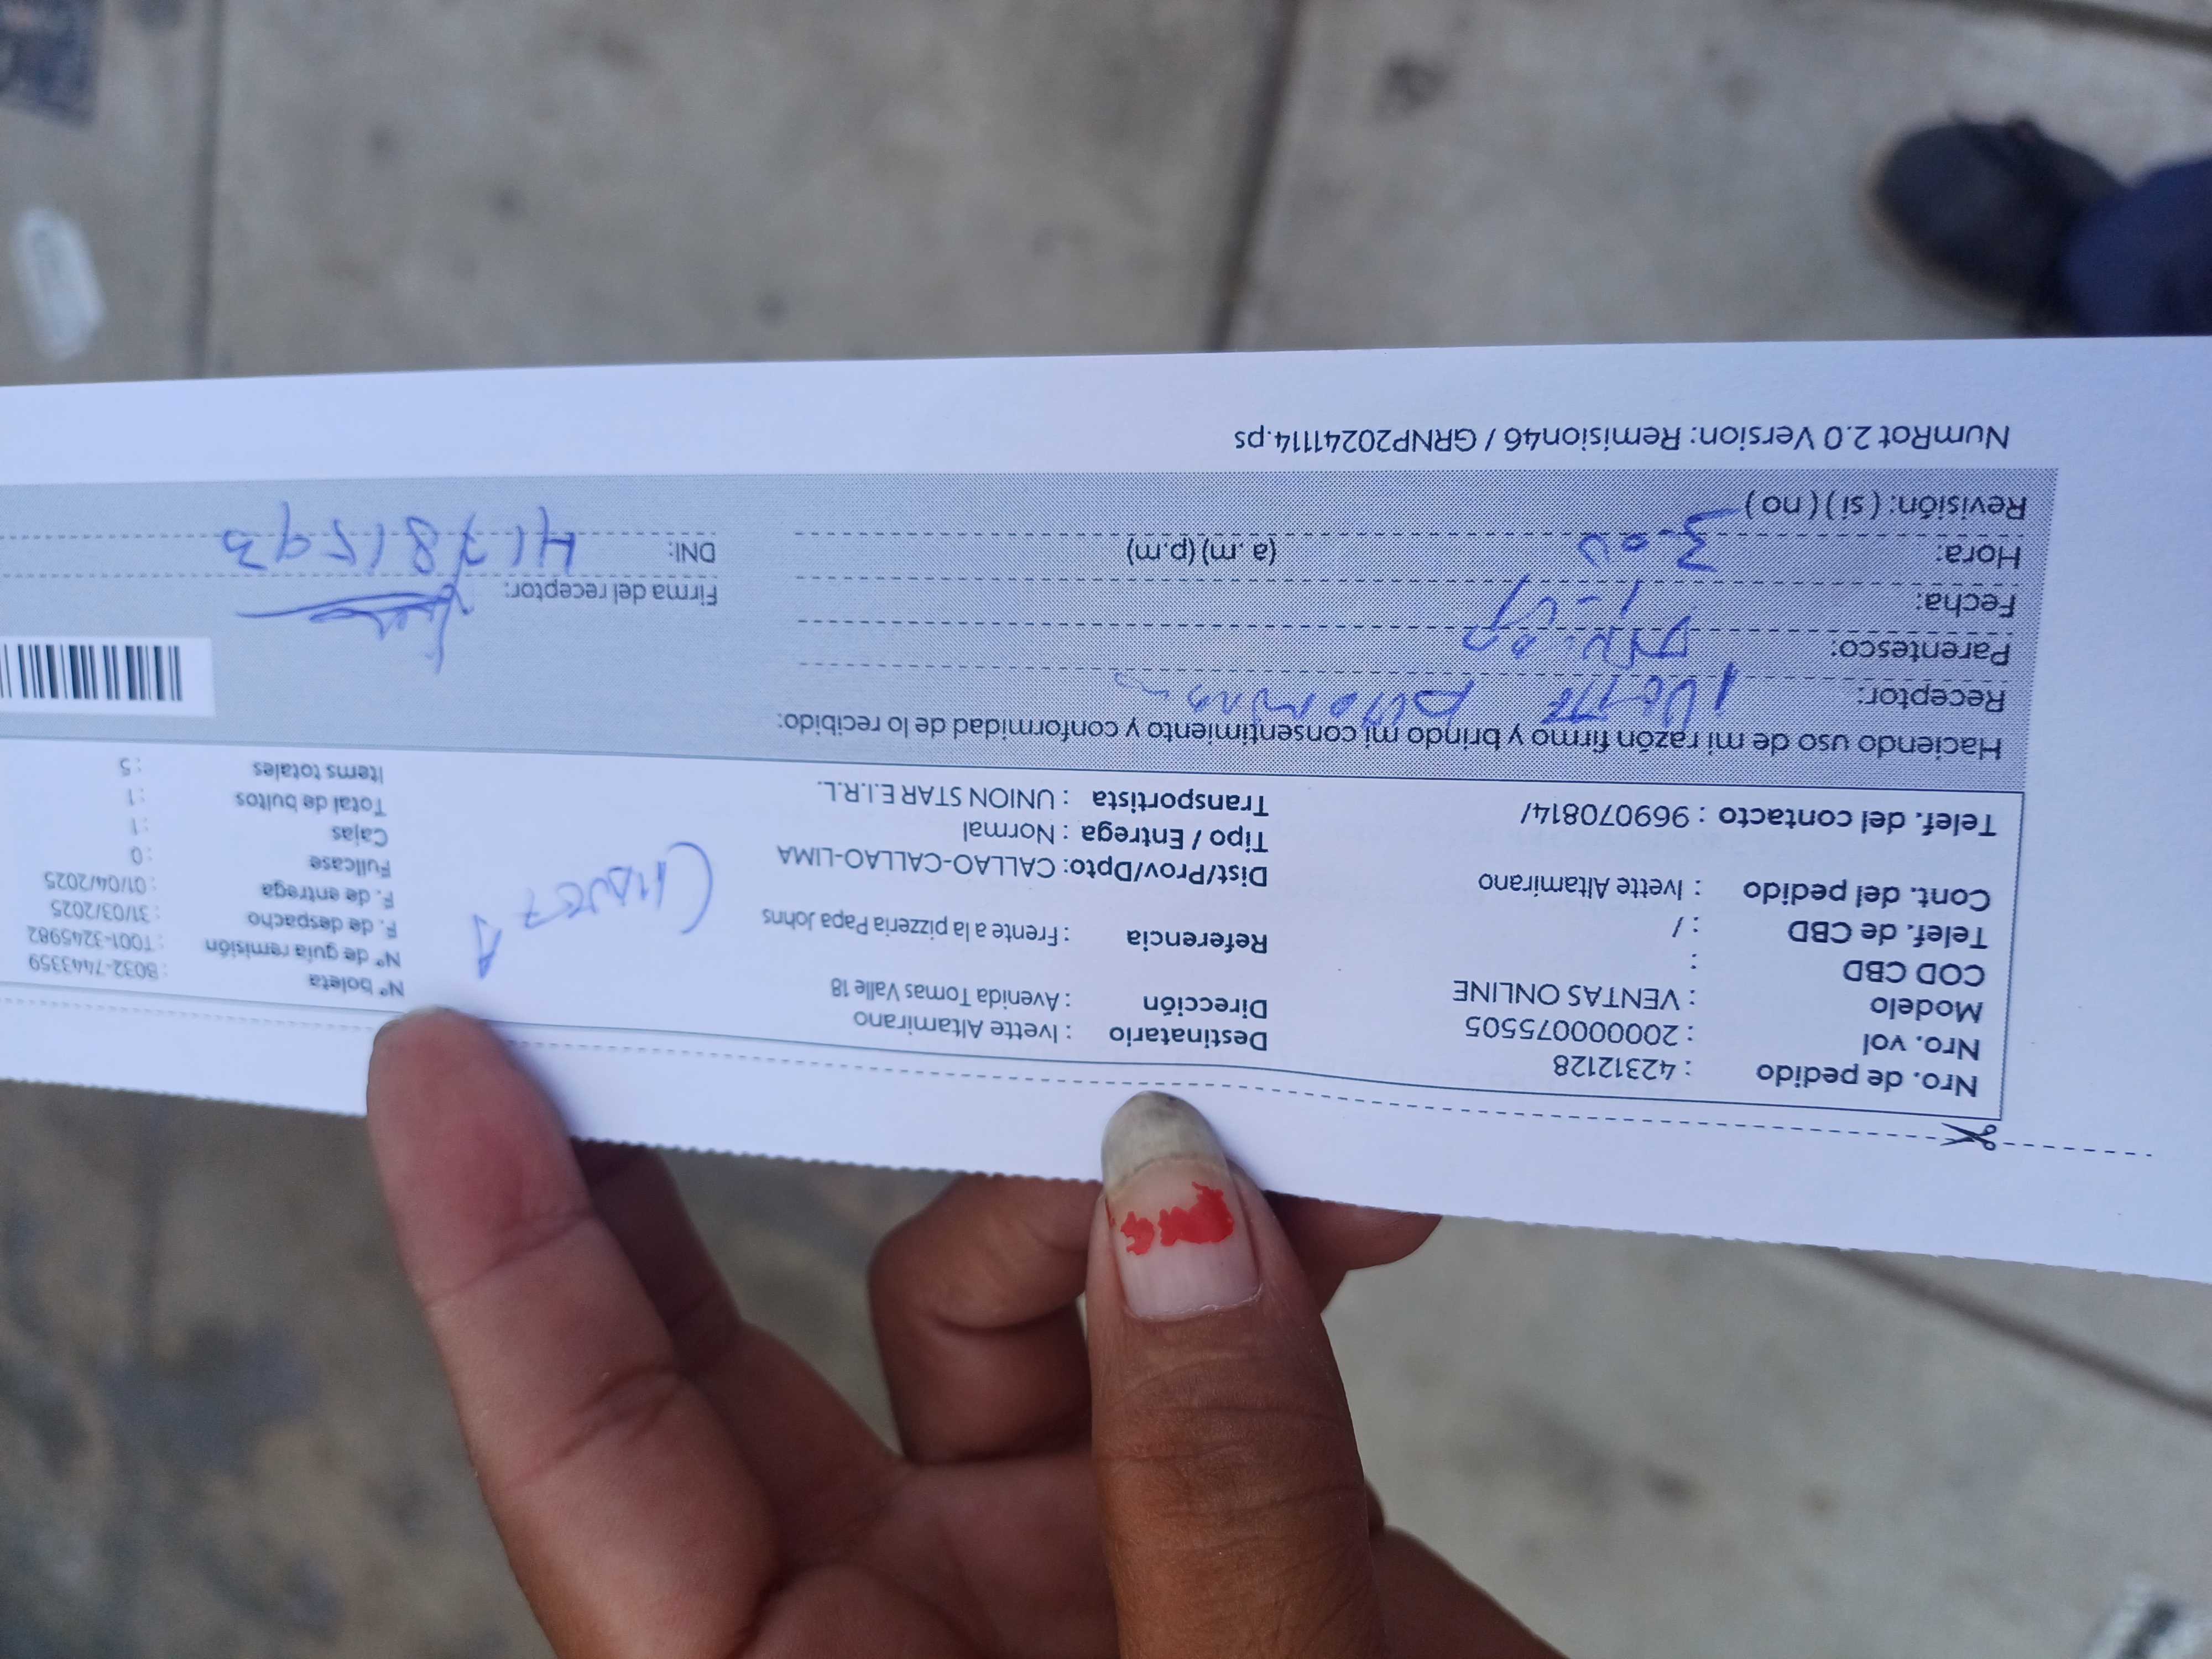 Nro. de pedido : 42312128
Nro. vol : 20000075505
Modelo : VENTAS ONLINE
COD CBD :
Telef. de CBD : /
Cont. del pedido : Ivette Altamirano
Telef. del contacto : 969070814/
Destinatario : Ivette Altamirano
Dirección : Avenida Tomas Valle 18
Referencia : Frente a la pizzeria Papa Johns
Dist/Prov/Dpto: CALLAO-CALLAO-LIMA
Tipo / Entrega : Normal
Transportista : UNION STAR E.I.R.L.
Nº boleta : B032-7443359
Nº de guía remisión : T001-3245982
F. de despacho : 31/03/2025
F. de entrega : 01/04/2025
Fullcase : 0
Cajas : 1
Total de bultos : 1
Items totales : 5
Haciendo uso de mi razón firmo y brindo mi consentimiento y conformidad de lo recibido:
Receptor: Ivette
Parentesco:
Fecha:
Hora: 3-00 (a .m) (p.m)
Revisión: ( si ) ( no )
Firma del receptor:
DNI: 41781593
NumRot 2.0 Version: Remision46 / GRNP20241114.ps